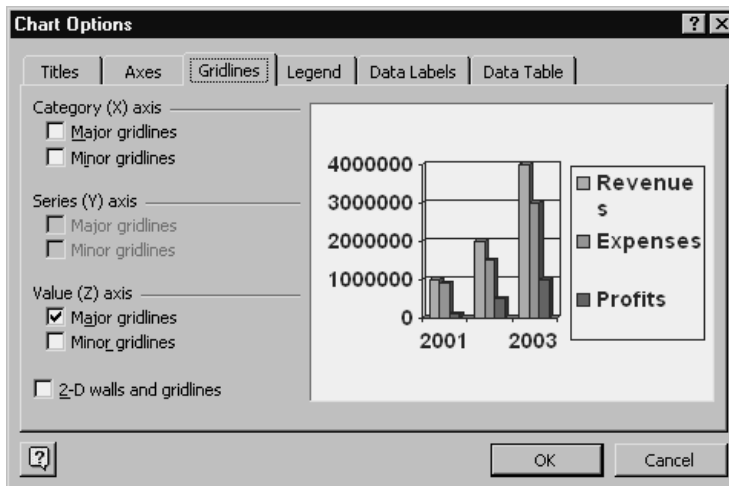 Chart Options
Titles Axes Gridlines Legend Data Labels Data Table
Category (X) axis
Major gridlines
Minor gridlines
Series (Y) axis
Major gridlines
Minor gridlines
Value (Z) axis
Major gridlines
Minor gridlines
2-D walls and gridlines
4000000
3000000
2000000
1000000
0
2001 2003
Revenue
s
Expenses
Profits
OK Cancel